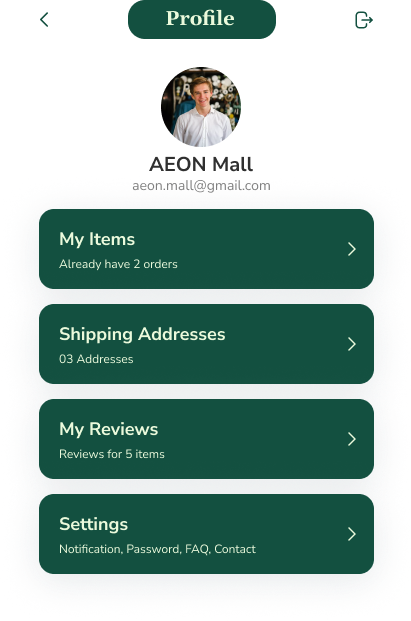 Profile
AEON Mall
aeon.mall@gmail.com
My Items
Already have 2 orders
Shipping Addresses
03 Addresses
My Reviews
Reviews for 5 items
Settings
Notification, Password, FAQ, Contact